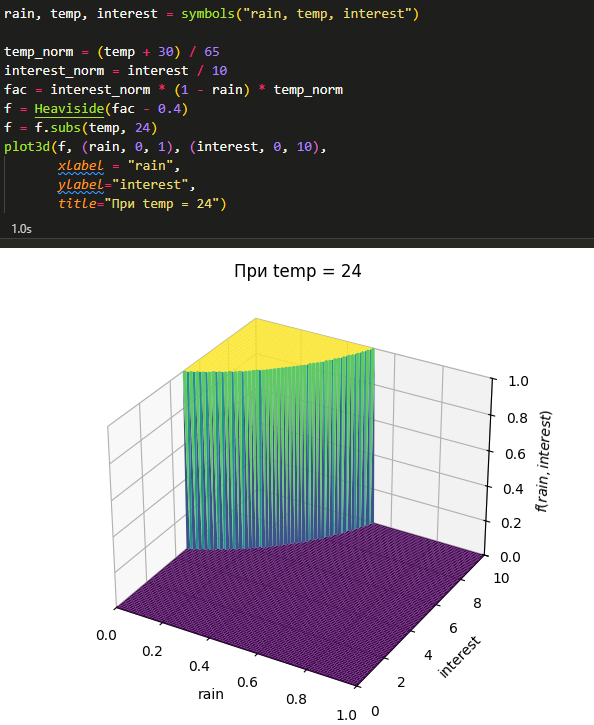 rain, temp, interest = symbols("rain, temp, interest")
temp_norm = (temp + 30) / 65
interest_norm = interest / 10
fac = interest_norm * (1 - rain) * temp_norm
f = Heaviside(fac - 0.4)
f = f.subs(temp, 24)
plot3d(f, (rain, 0, 1), (interest, 0, 10),
xlabel = "rain",
ylabel="interest",
title="При temp = 24")
1.0s
При temp = 24
1.0
0.8
0.6
0.4
0.2
0.0
f(rain, interest)
10
8
6
4
2
0
interest
0.0
0.2
0.4
0.6
0.8
1.0
rain